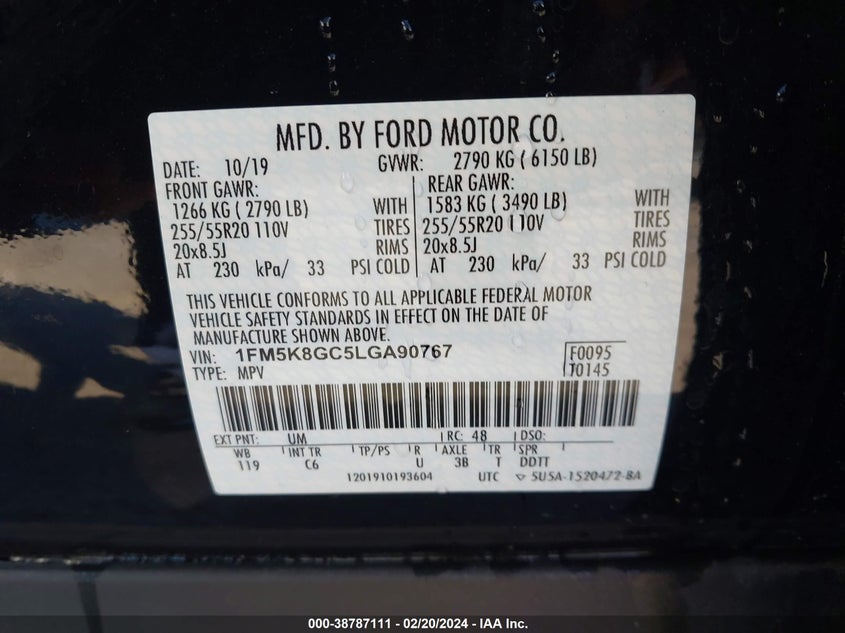 MFD. BY FORD MOTOR CO.
DATE: 10/19 GVWR: 2790 KG ( 6150 LB)
FRONT GAWR: REAR GAWR:
1266 KG ( 2790 LB) WITH 1583 KG ( 3490 LB) WITH
255/55R20 110V TIRES 255/55R20 110V TIRES
20x8.5J RIMS 20x8.5J RIMS
AT 230 kPa/ 33 PSI COLD AT 230 kPa/ 33 PSI COLD
THIS VEHICLE CONFORMS TO ALL APPLICABLE FEDERAL MOTOR
VEHICLE SAFETY STANDARDS IN EFFECT ON THE DATE OF
MANUFACTURE SHOWN ABOVE.
VIN: 1FM5K8GC5LGA90767 F0095
TYPE: MPV T0145
EXT PNT: UM RC: 48 DSO:
WB INT TR TP/PS R AXLE TR SPR
119 C6 U 3B T DDTT
1201910193604 UTC ▽ 5USA-1520472-BA
000-38787111 - 02/20/2024 - IAA Inc.